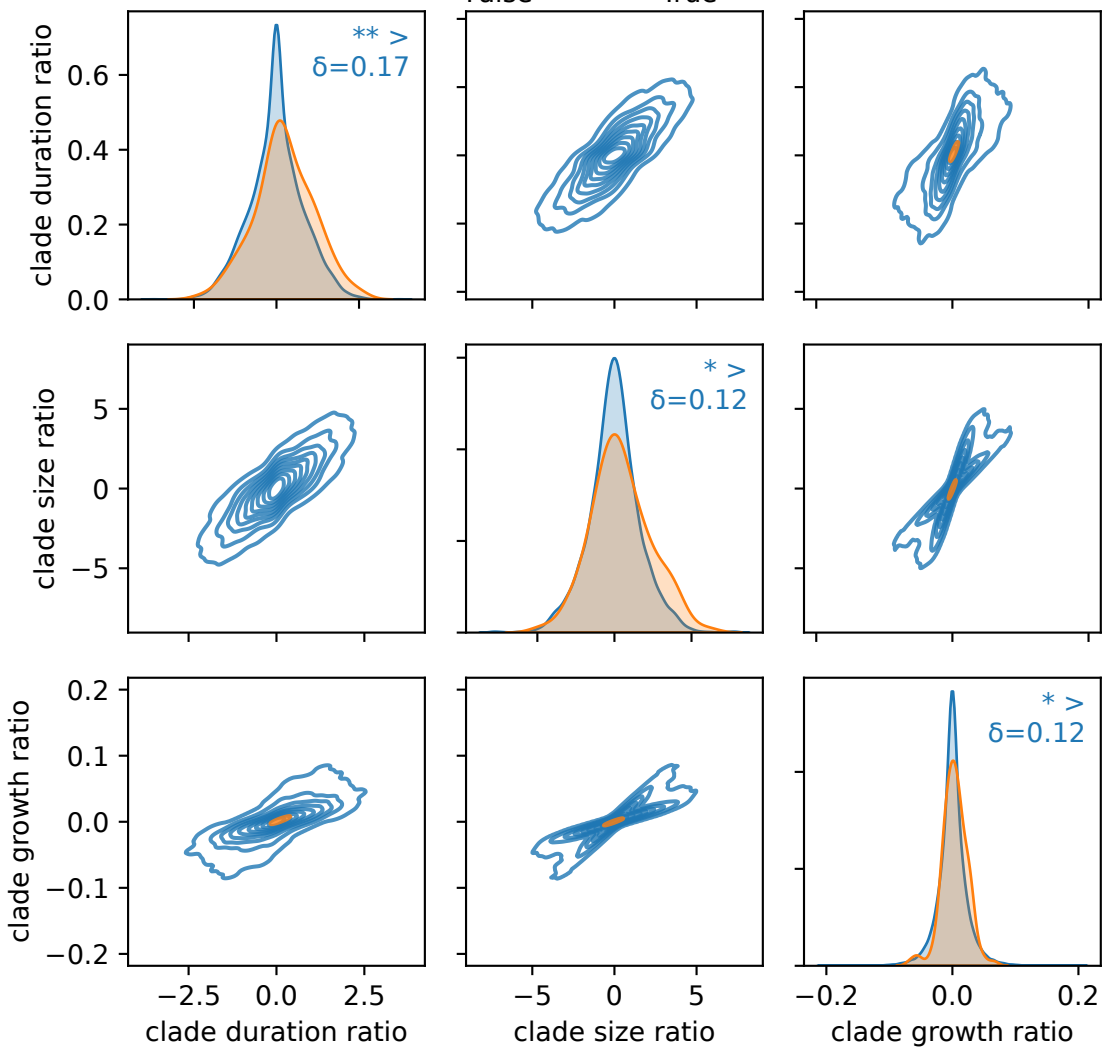 True
clade duration ratio
0.6
0.4
0.2
0.0
** >
δ=0.17
clade size ratio
5
0
−5
* >
δ=0.12
clade growth ratio
0.2
0.1
0.0
−0.1
−0.2
* >
δ=0.12
−2.5 0.0 2.5
−5 0 5
−0.2 0.0 0.2
clade duration ratio
clade size ratio
clade growth ratio